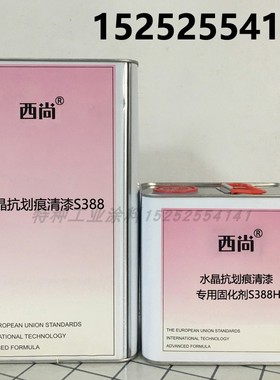 15252554141
西尚®
晶抗划痕清漆S388
特种工业涂料15252554141
西尚®
水晶抗划痕清漆
专用固化剂S388H
EUROPEAN UNION STANDARDS
INTERNATIONAL TECHNOLOGY
ADVANCED FORMULA
THE EUROPEAN UNION STANDARDS
INTERNATIONAL TECHNOLOGY
ADVANCED FORMULA